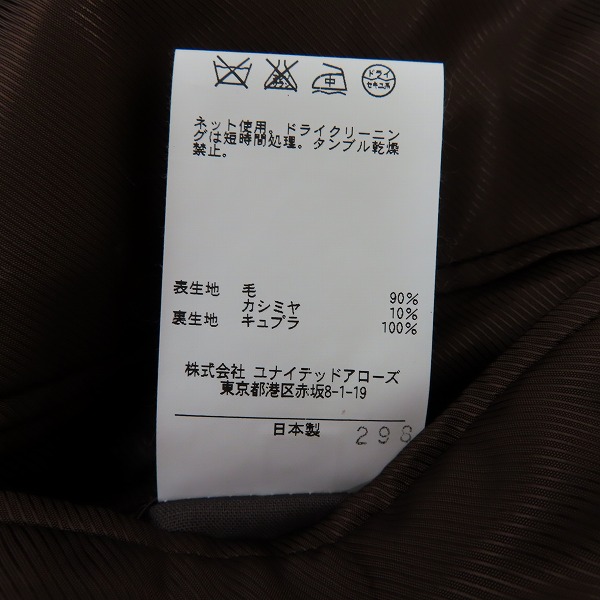 エンソ
中
ドライ
セキユ系
ネット使用。ドライクリーニン
グは短時間処理。タンブル乾燥
禁止。
表生地 毛 90%
カシミヤ 10%
裏生地 キュプラ 100%
株式会社 ユナイテッドアローズ
東京都港区赤坂8-1-19
日本製 298